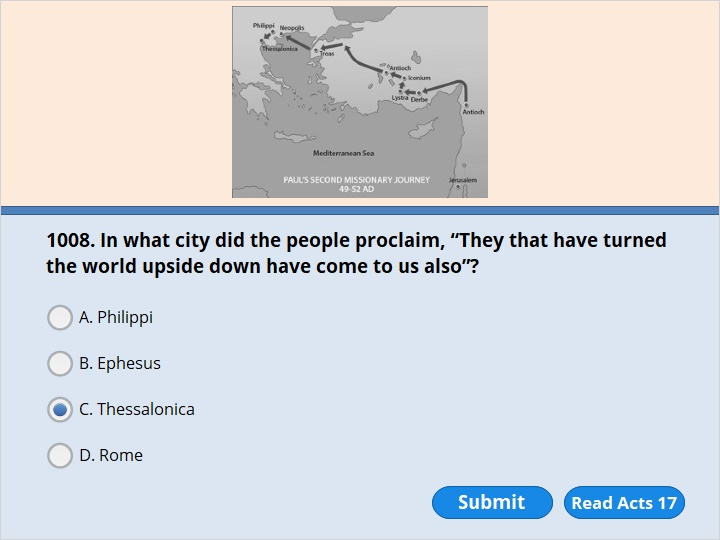 Philippi
Neopolis
Thessalonica
Troas
Antioch
Iconium
Lystra
Derbe
Antioch
Mediterranean Sea
PAUL'S SECOND MISSIONARY JOURNEY
49-52 AD
Jerusalem
1008. In what city did the people proclaim, “They that have turned
the world upside down have come to us also”?
A. Philippi
B. Ephesus
C. Thessalonica
D. Rome
Submit
Read Acts 17